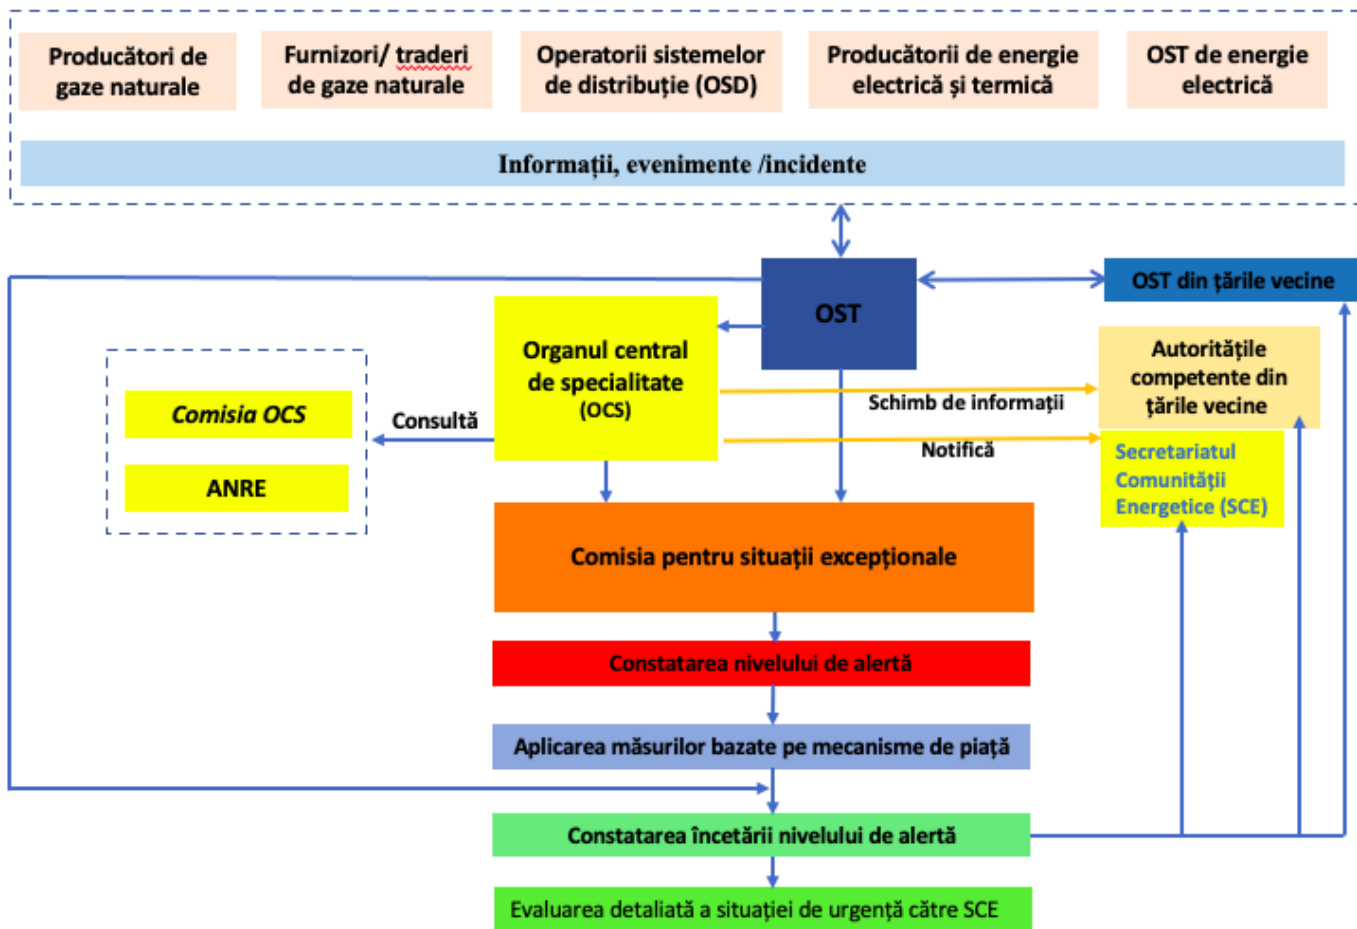 Producători de
gaze naturale
Furnizori/ traderi
de gaze naturale
Operatorii sistemelor
de distribuție (OSD)
Producătorii de energie
electrică și termică
OST de energie
electrică
Informații, evenimente /incidente
OST
OST din țările vecine
Organul central
de specialitate
(OCS)
Autoritățile
competente din
țările vecine
Schimb de informații
Comisia OCS
Consultă
Notifică
Secretariatul
Comunității
Energetice (SCE)
ANRE
Comisia pentru situații excepționale
Constatarea nivelului de alertă
Aplicarea măsurilor bazate pe mecanisme de piață
Constatarea încetării nivelului de alertă
Evaluarea detaliată a situației de urgență către SCE